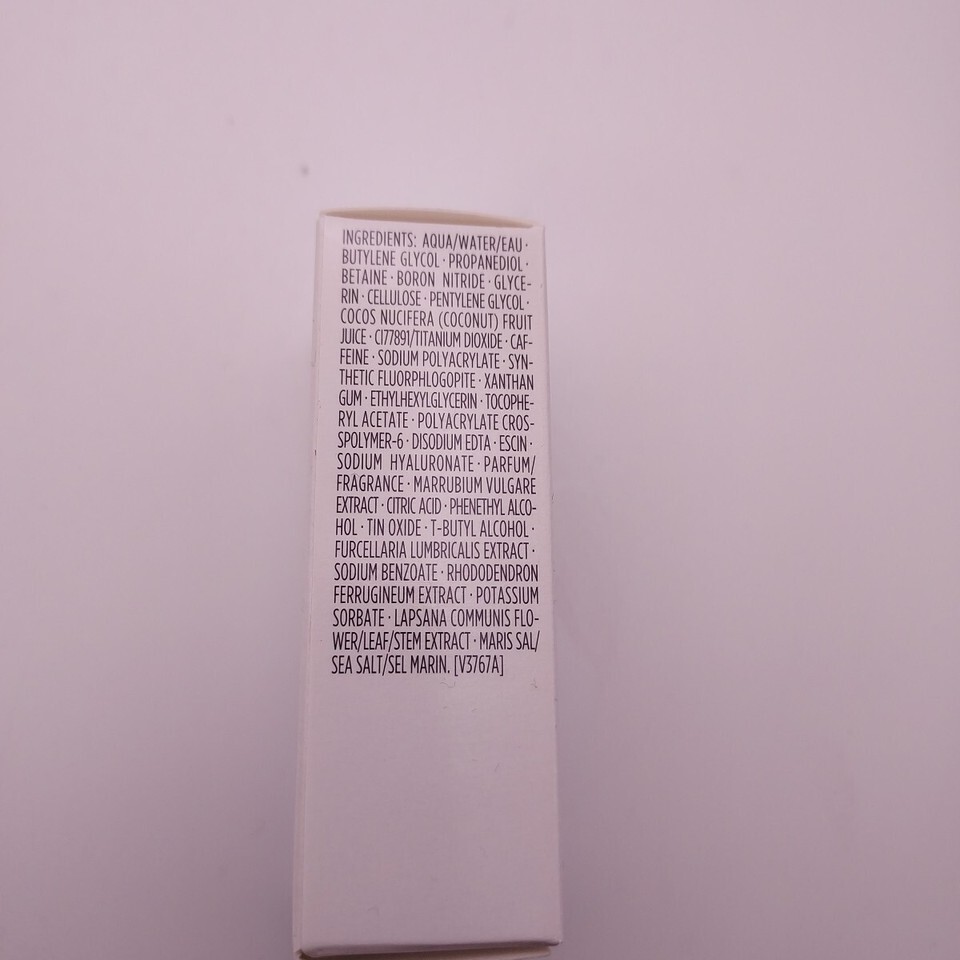 INGREDIENTS: AQUA/WATER/EAU ·
BUTYLENE GLYCOL · PROPANEDIOL ·
BETAINE · BORON NITRIDE · GLYCE-
RIN · CELLULOSE · PENTYLENE GLYCOL ·
COCOS NUCIFERA (COCONUT) FRUIT
JUICE · CI77891/TITANIUM DIOXIDE · CAF-
FEINE · SODIUM POLYACRYLATE · SYN-
THETIC FLUORPHLOGOPITE · XANTHAN
GUM · ETHYLHEXYLGLYCERIN · TOCOPHE-
RYL ACETATE · POLYACRYLATE CROS-
SPOLYMER-6 · DISODIUM EDTA · ESCIN ·
SODIUM HYALURONATE · PARFUM/
FRAGRANCE · MARRUBIUM VULGARE
EXTRACT · CITRIC ACID · PHENETHYL ALCO-
HOL · TIN OXIDE · T-BUTYL ALCOHOL ·
FURCELLARIA LUMBRICALIS EXTRACT ·
SODIUM BENZOATE · RHODODENDRON
FERRUGINEUM EXTRACT · POTASSIUM
SORBATE · LAPSANA COMMUNIS FLO-
WER/LEAF/STEM EXTRACT · MARIS SAL/
SEA SALT/SEL MARIN. [V3767A]